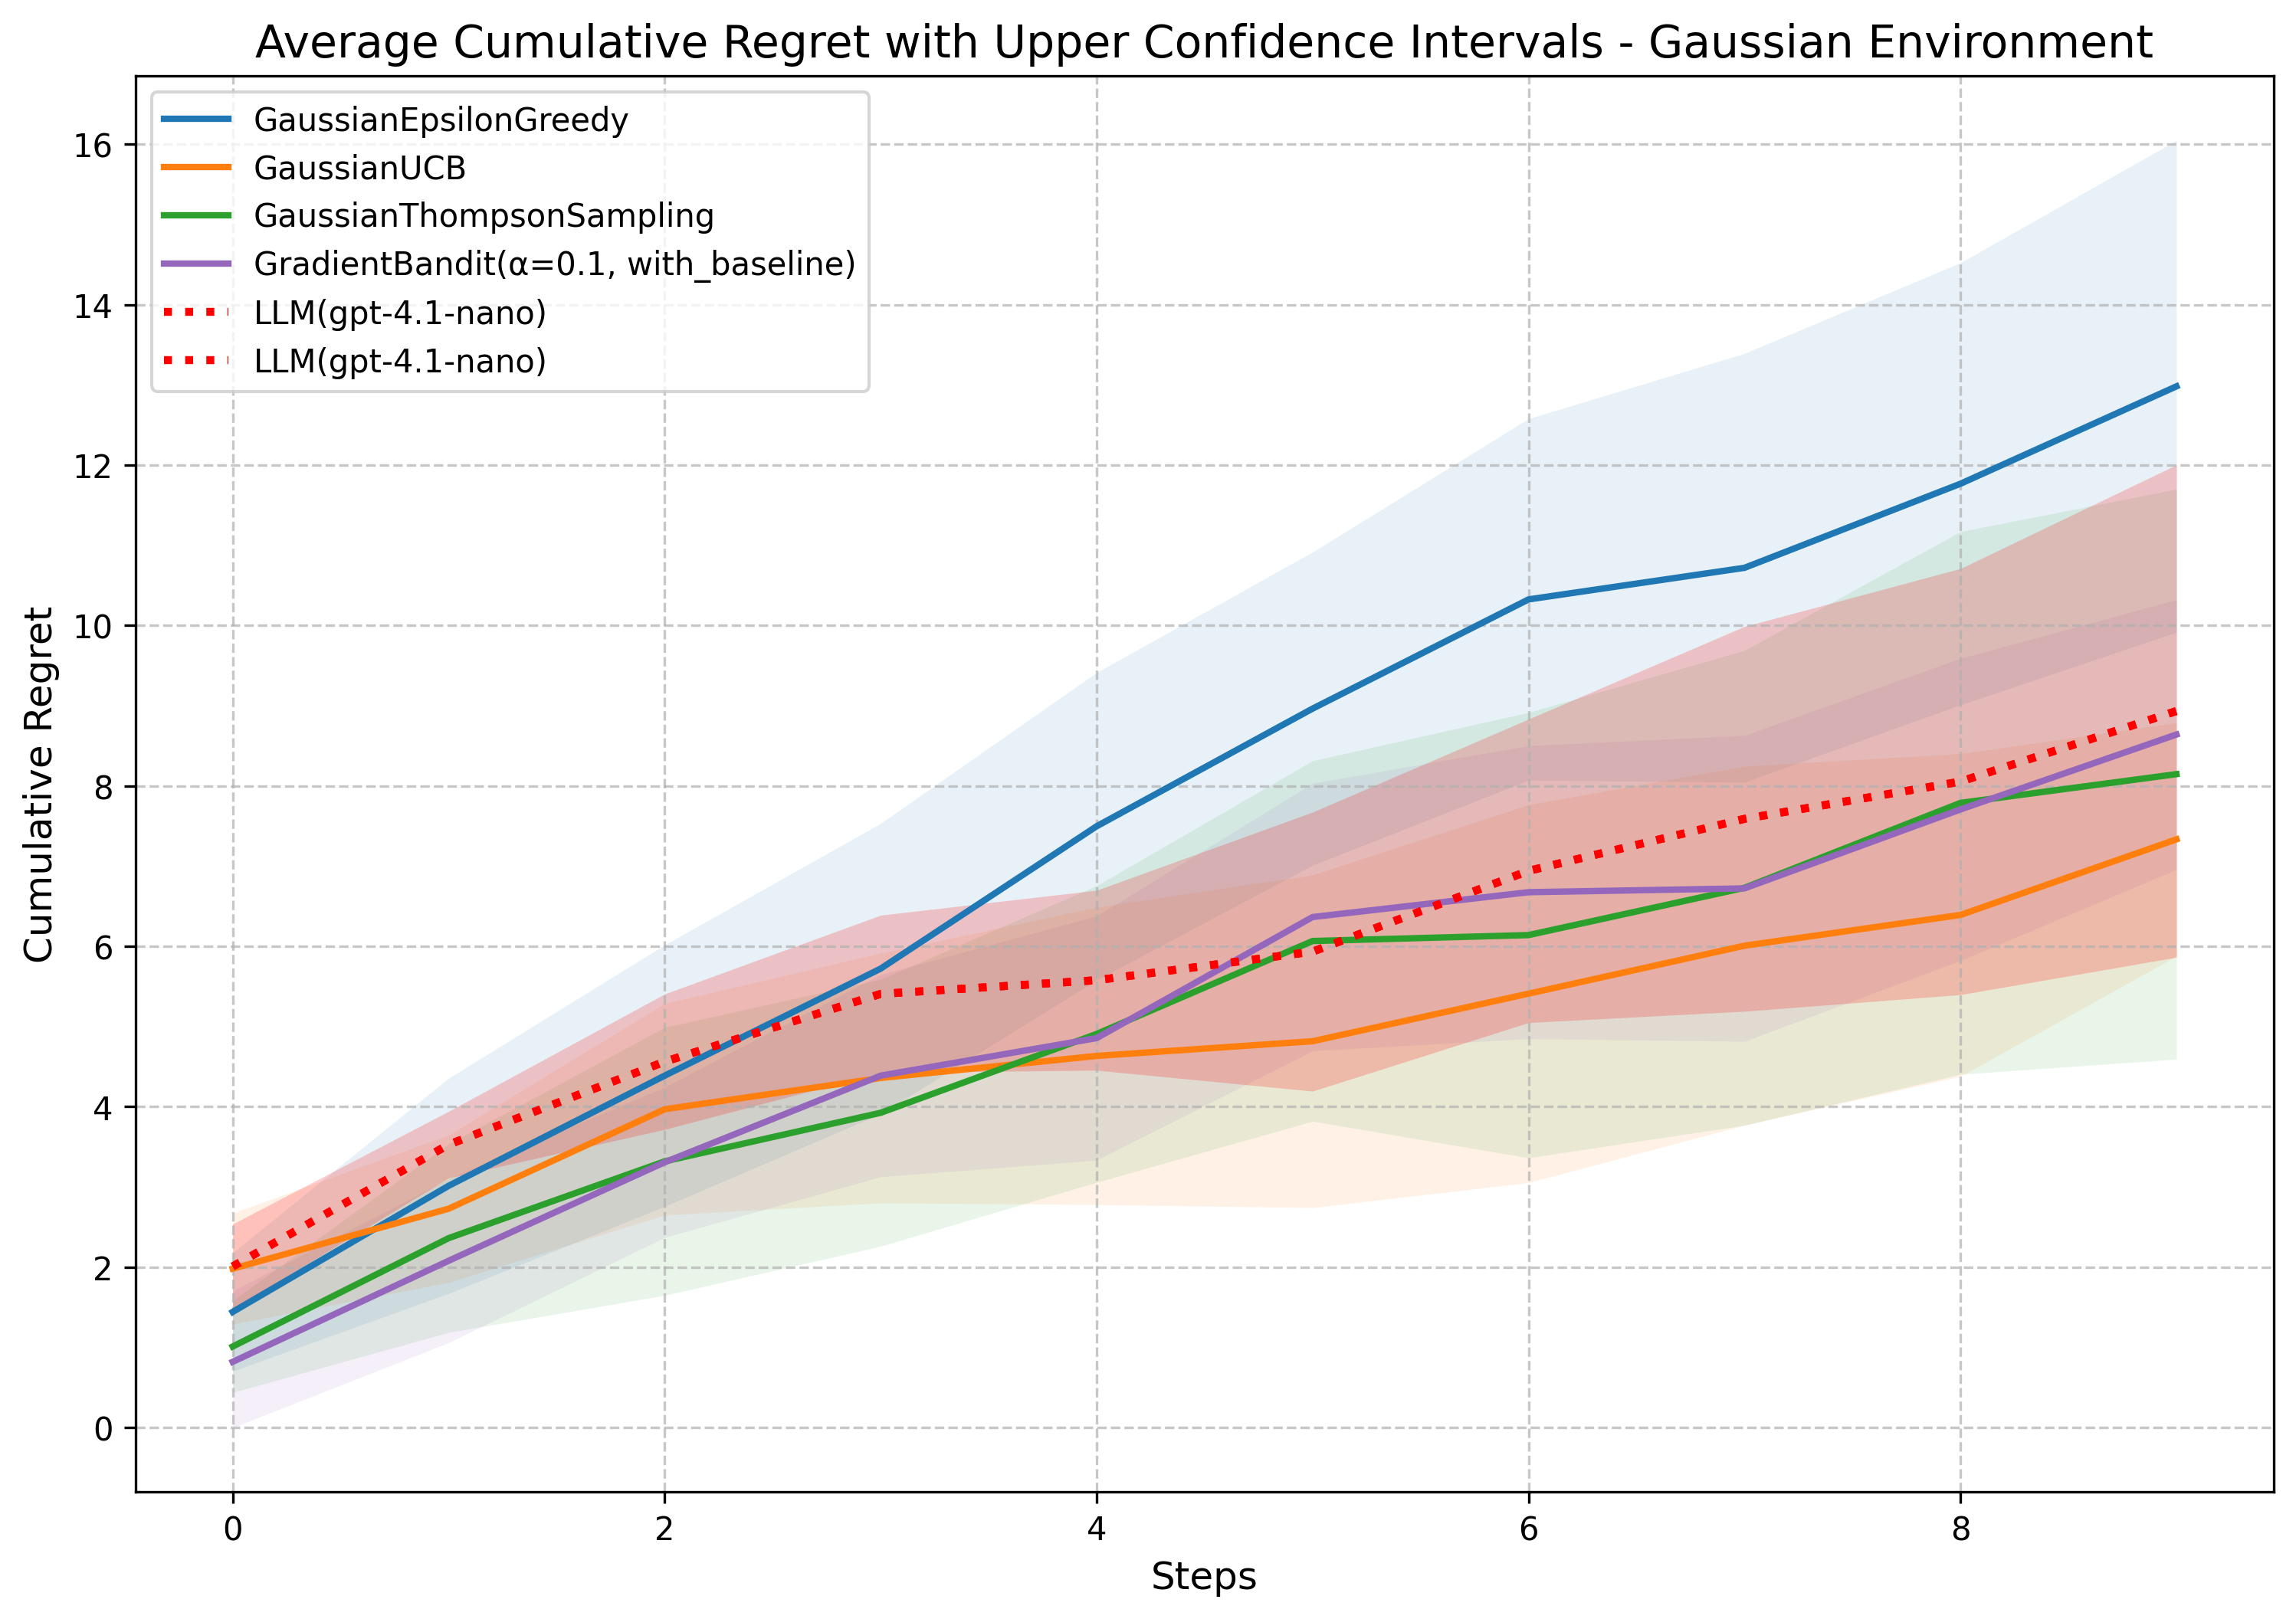 Average Cumulative Regret with Upper Confidence Intervals - Gaussian Environment
GaussianEpsilonGreedy
GaussianUCB
GaussianThompsonSampling
GradientBandit(α=0.1, with_baseline)
LLM(gpt-4.1-nano)
LLM(gpt-4.1-nano)
Cumulative Regret
16
14
12
10
8
6
4
2
0
0 2 4 6 8
Steps